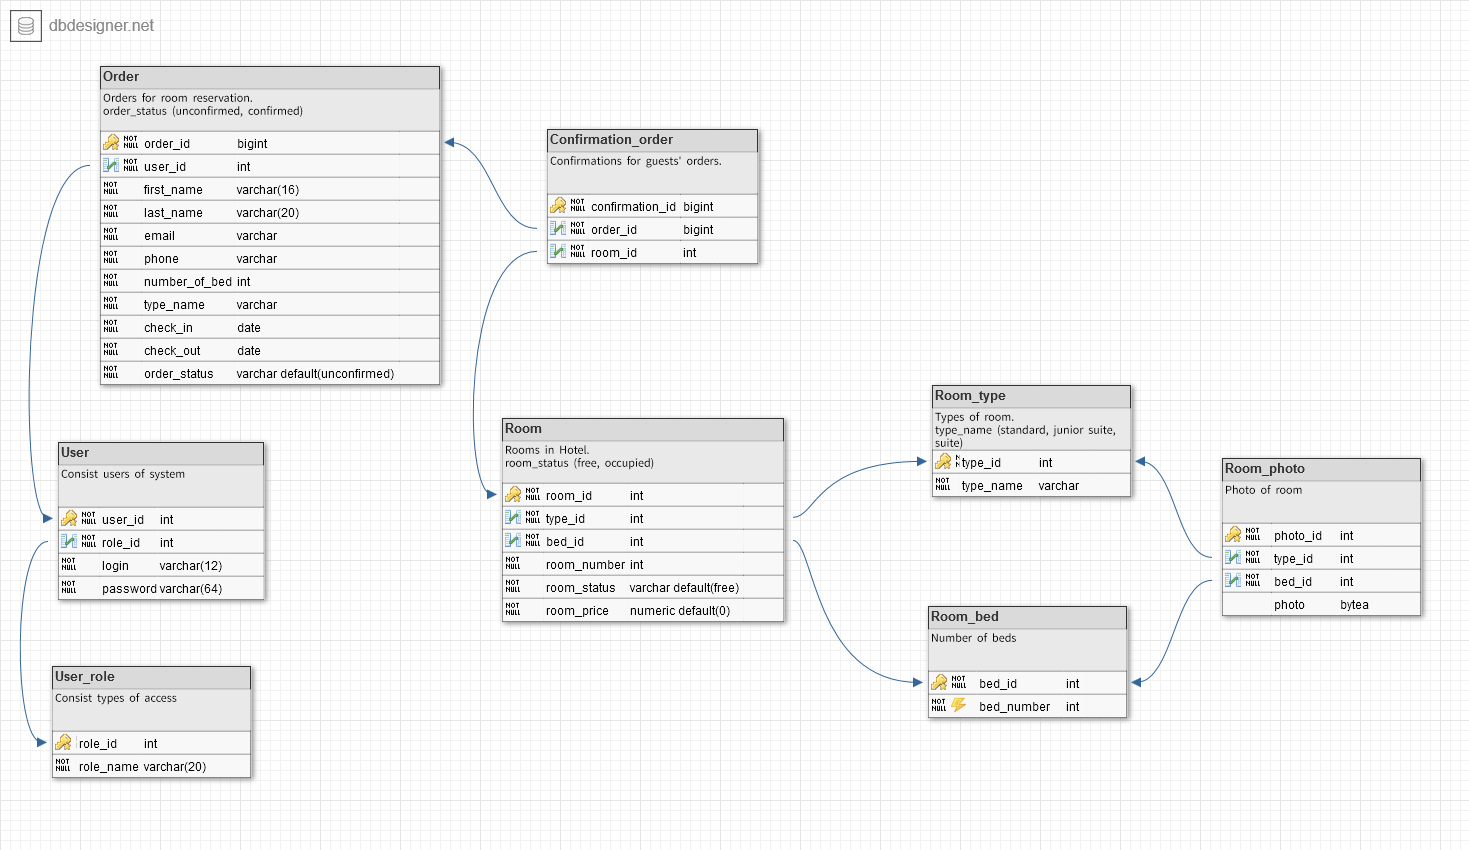 dbdesigner.net
Order
Orders for room reservation.
order_status (unconfirmed, confirmed)
NOT NULL order_id bigint
NOT NULL user_id int
NOT NULL first_name varchar(16)
NOT NULL last_name varchar(20)
NOT NULL email varchar
NOT NULL phone varchar
NOT NULL number_of_bed int
NOT NULL type_name varchar
NOT NULL check_in date
NOT NULL check_out date
NOT NULL order_status varchar default(unconfirmed)
Confirmation_order
Confirmations for guests' orders.
NOT NULL confirmation_id bigint
NOT NULL order_id bigint
NOT NULL room_id int
User
Consist users of system
NOT NULL user_id int
NOT NULL role_id int
NOT NULL login varchar(12)
NOT NULL password varchar(64)
User_role
Consist types of access
role_id int
NOT NULL role_name varchar(20)
Room
Rooms in Hotel.
room_status (free, occupied)
NOT NULL room_id int
NOT NULL type_id int
NOT NULL bed_id int
NOT NULL room_number int
NOT NULL room_status varchar default(free)
NOT NULL room_price numeric default(0)
Room_type
Types of room.
type_name (standard, junior suite,
suite)
type_id int
NOT NULL type_name varchar
Room_bed
Number of beds
NOT NULL bed_id int
NOT NULL bed_number int
Room_photo
Photo of room
NOT NULL photo_id int
NOT NULL type_id int
NOT NULL bed_id int
photo bytea